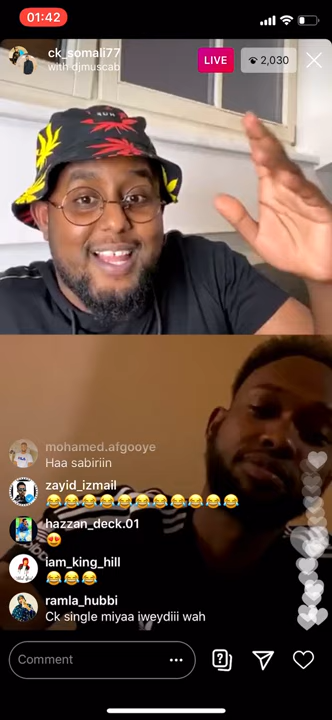 01:42
ck_somali77
with djmuscab
LIVE
2,030
mohamed.afgooye
Haa sabiriin
zayid_izmail
😂😂😂😂😂😂😂😂😂😂😂
hazzan_deck.01
😍
iam_king_hill
😂😂😂
ramla_hubbi
Ck single miyaa iweydiii wah
Comment